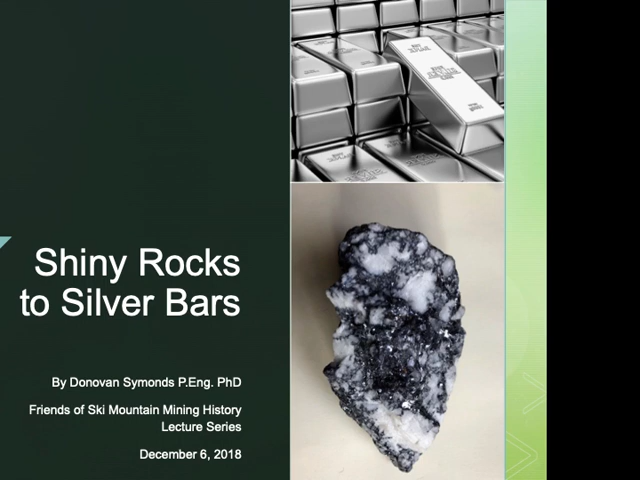 Shiny Rocks
to Silver Bars
By Donovan Symonds P.Eng. PhD
Friends of Ski Mountain Mining History
Lecture Series
December 6, 2018